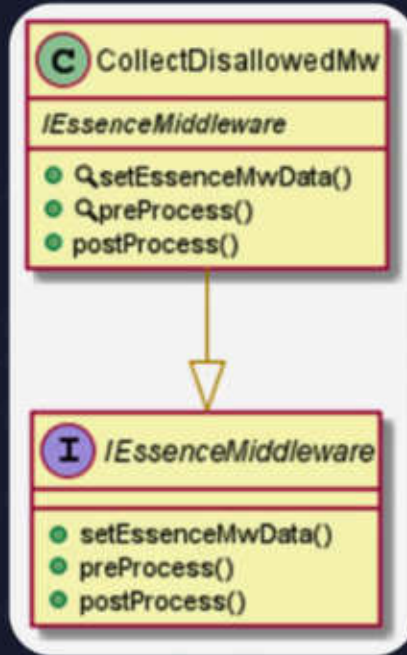 C CollectDisallowedMw
IEssenceMiddleware
setEssenceMwData()
preProcess()
postProcess()
I IEssenceMiddleware
setEssenceMwData()
preProcess()
postProcess()